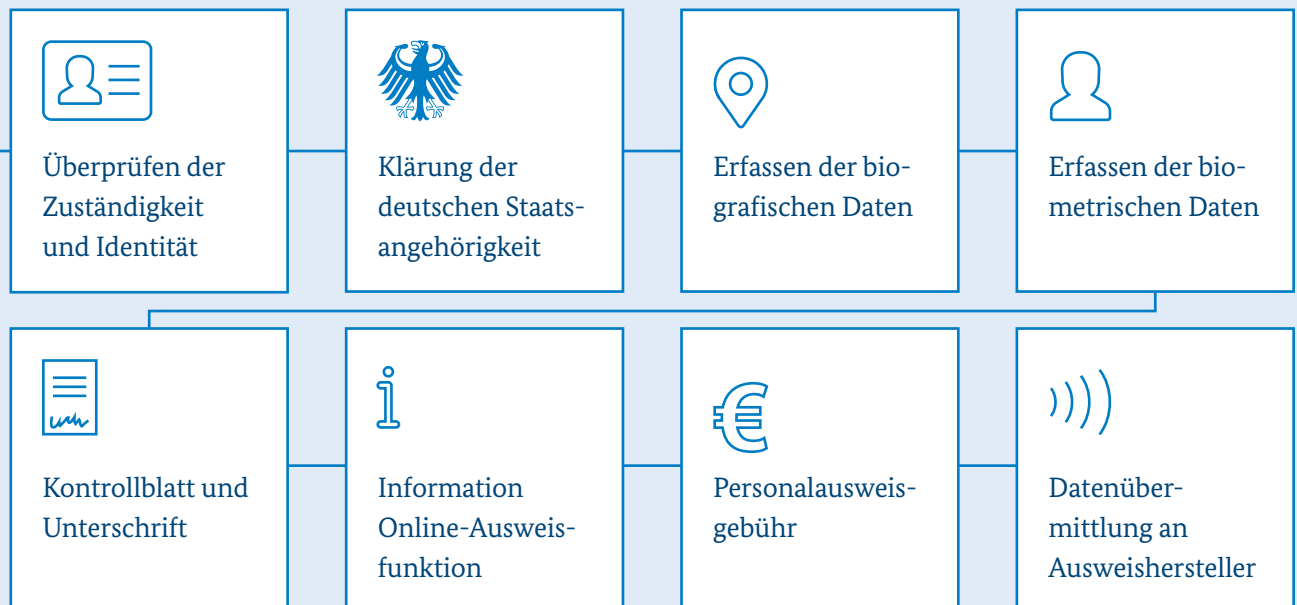 Überprüfen der
Zuständigkeit
und Identität
Klärung der
deutschen Staats-
angehörigkeit
Erfassen der bio-
grafischen Daten
Erfassen der bio-
metrischen Daten
Kontrollblatt und
Unterschrift
Information
Online-Ausweis-
funktion
Personalausweis-
gebühr
Datenüber-
mittlung an
Ausweishersteller